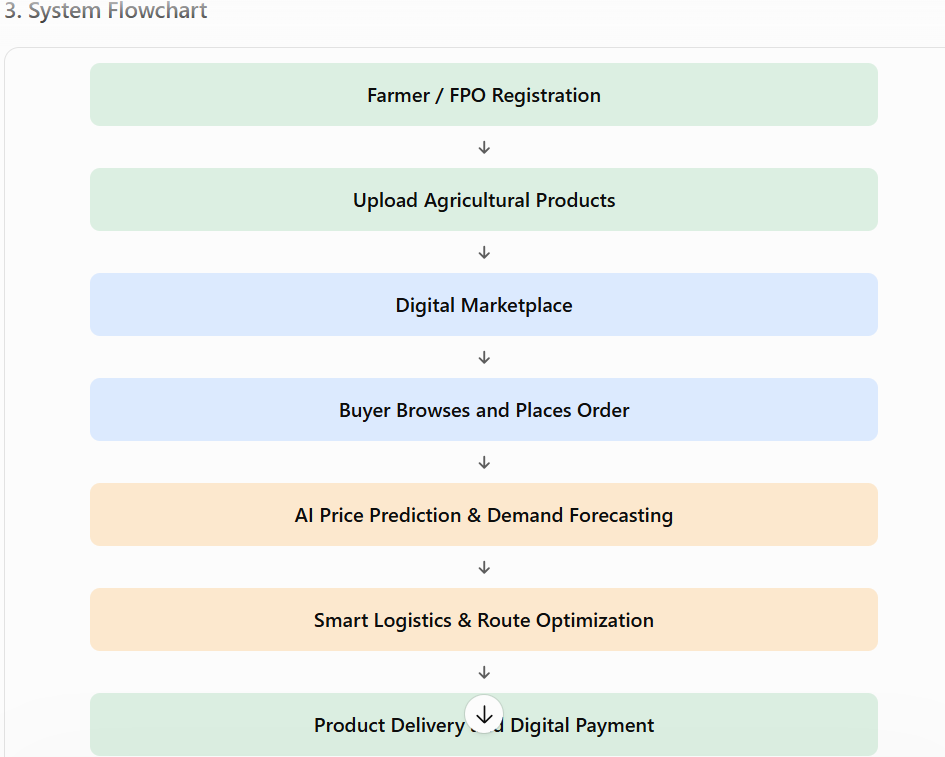 3. System Flowchart
Farmer / FPO Registration
Upload Agricultural Products
Digital Marketplace
Buyer Browses and Places Order
AI Price Prediction & Demand Forecasting
Smart Logistics & Route Optimization
Product Delivery Digital Payment